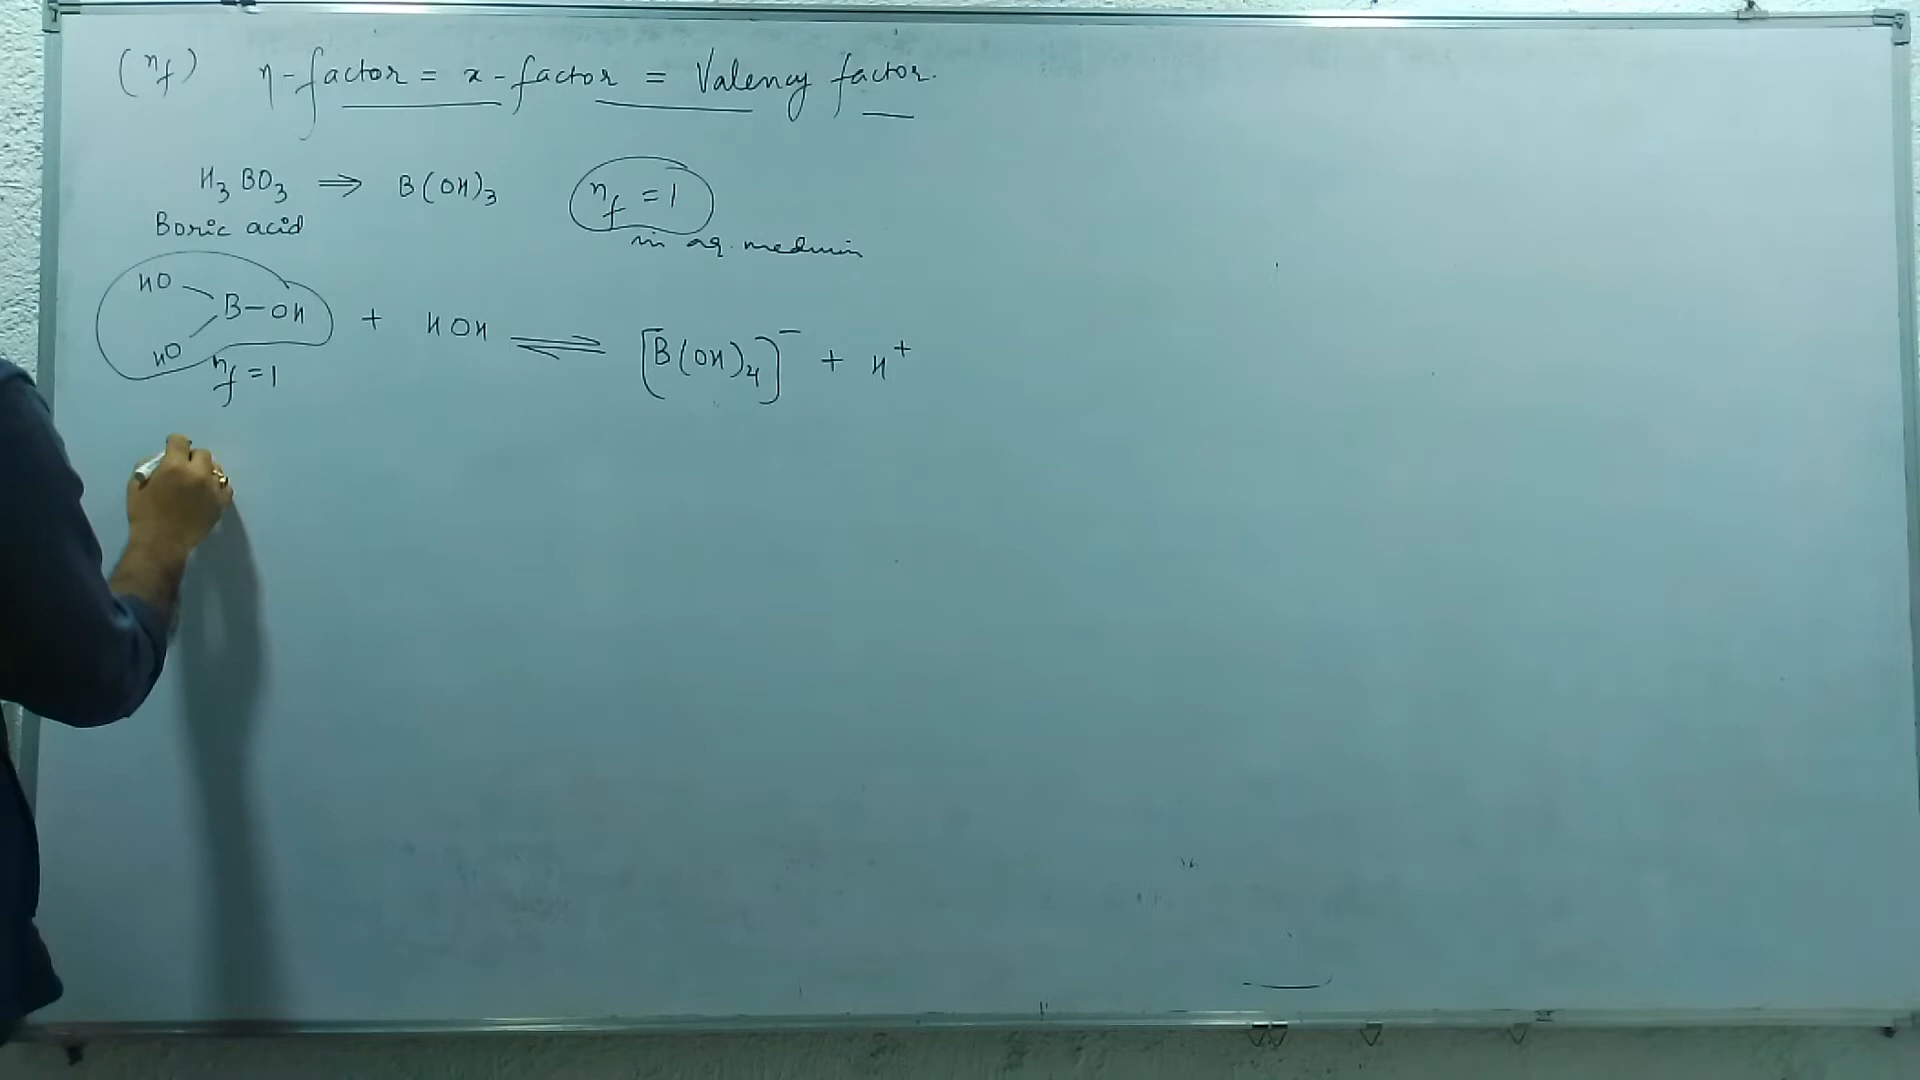 (nf) n-factor = x-factor = Valency factor.
H3BO3 ⇒ B(OH)3 nf = 1
Boric acid in aq. medium
HO
B-OH + HOH ⇌ [B(OH)4]⁻ + H⁺
HO
nf = 1